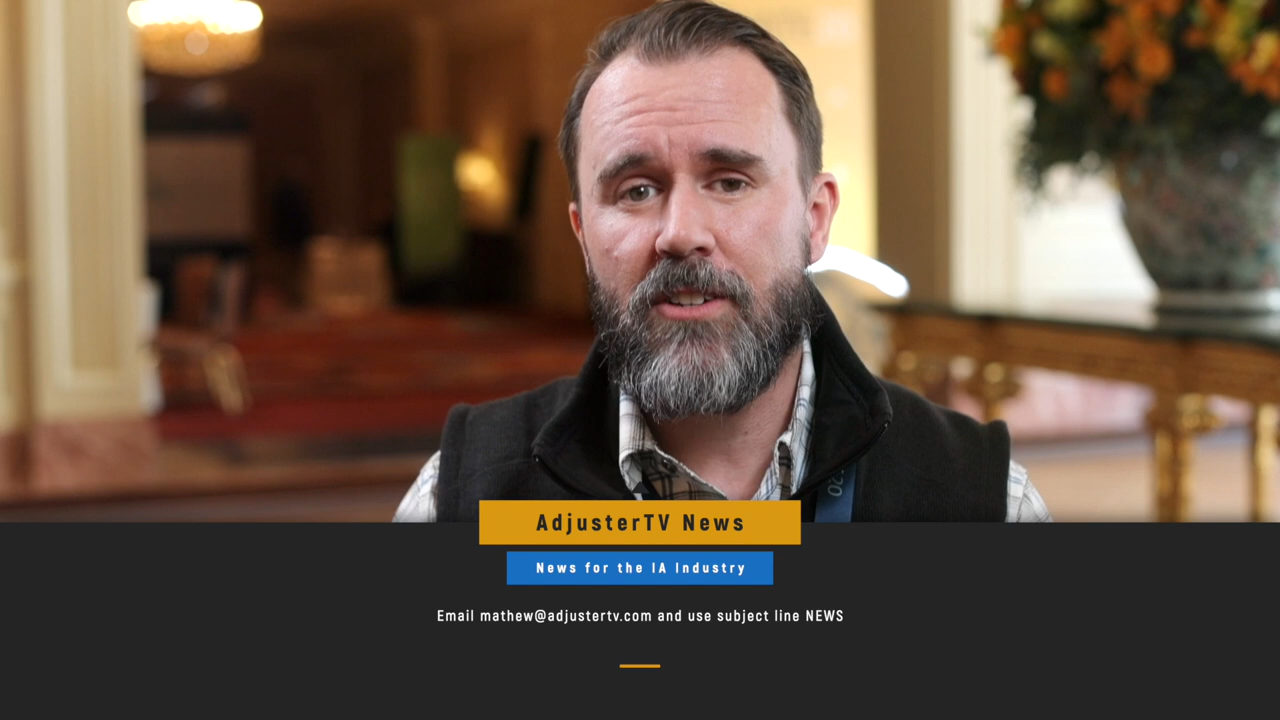 AdjusterTV News
News for the IA Industry
Email mathew@adjustertv.com and use subject line NEWS